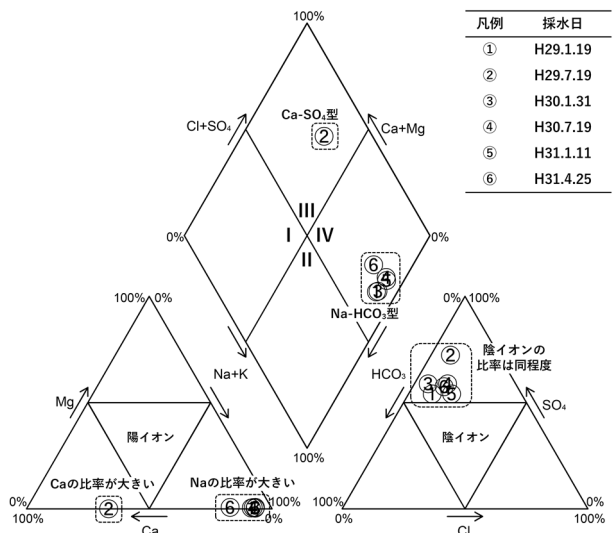 100%
凡例 採水日
① H29.1.19
② H29.7.19
③ H30.1.31
④ H30.7.19
⑤ H31.1.11
⑥ H31.4.25
Ca-SO₄型
②
Cl+SO₄
Ca+Mg
0%
0%
III
I IV
II
⑥
Na-HCO₃型
Na+K
100%
100% 0%
Mg
陽イオン
Caの比率が大きい
Naの比率が大きい
②
⑥
0%
100%
100%
0%
Ca
0% 100%
HCO₃
SO₄
陰イオンの
比率は同程度
②
③
④
①
⑤
陰イオン
100%
0%
0%
100%
Cl